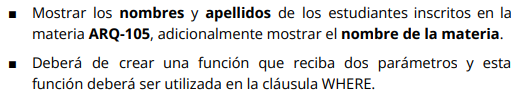 ▪ Mostrar los nombres y apellidos de los estudiantes inscritos en la
materia ARQ-105, adicionalmente mostrar el nombre de la materia.
▪ Deberá de crear una función que reciba dos parámetros y esta
función deberá ser utilizada en la cláusula WHERE.